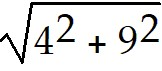 √(4² + 9²)